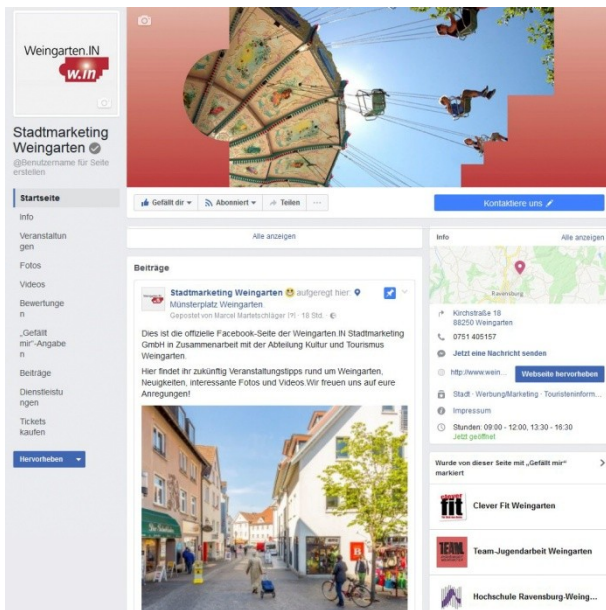 Weingarten.IN
w.in
Stadtmarketing
Weingarten
@Benutzername für Seite
erstellen
Startseite
Info
Veranstaltun
gen
Fotos
Videos
Bewertunge
n
„Gefällt
mir“-Angabe
n
Beiträge
Dienstleistu
ngen
Tickets
kaufen
Hervorheben
Gefällt dir
Abonniert
Teilen
Kontaktiere uns
Alle anzeigen
Beiträge
Stadtmarketing Weingarten aufgeregt hier:
Münsterplatz Weingarten
Gepostet von Marcel Martetschläger [?] · 18 Std. ·
Dies ist die offizielle Facebook-Seite der Weingarten.IN Stadtmarketing
GmbH in Zusammenarbeit mit der Abteilung Kultur und Tourismus
Weingarten.
Hier findet ihr zukünftig Veranstaltungstipps rund um Weingarten,
Neuigkeiten, interessante Fotos und Videos.Wir freuen uns auf eure
Anregungen!
Info
Alle anzeigen
Ravensburg
Kirchstraße 18
88250 Weingarten
0751 405157
Jetzt eine Nachricht senden
http://www.wein...
Webseite hervorheben
Stadt · Werbung/Marketing · Touristeninform...
Impressum
Stunden: 09:00 - 12:00, 13:30 - 16:30
Jetzt geöffnet
Wurde von dieser Seite mit „Gefällt mir“
markiert
clever
fit
Clever Fit Weingarten
TEAM
Team-Jugendarbeit Weingarten
Hochschule Ravensburg-Weing...